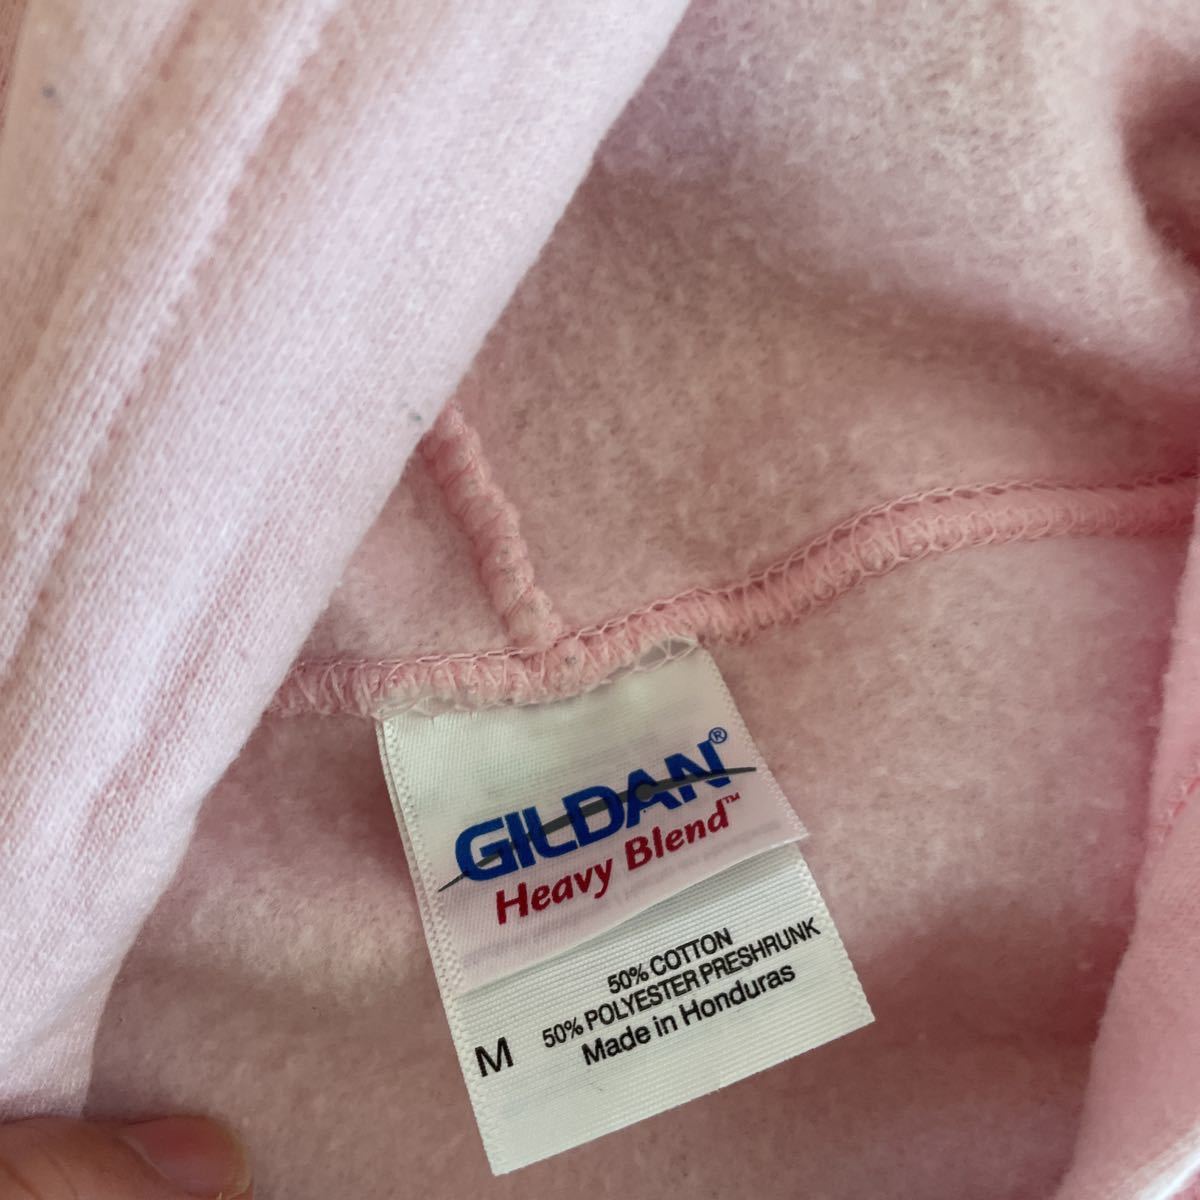 GILDAN®
Heavy Blend™
50% COTTON
50% POLYESTER PRESHRUNK
M Made in Honduras